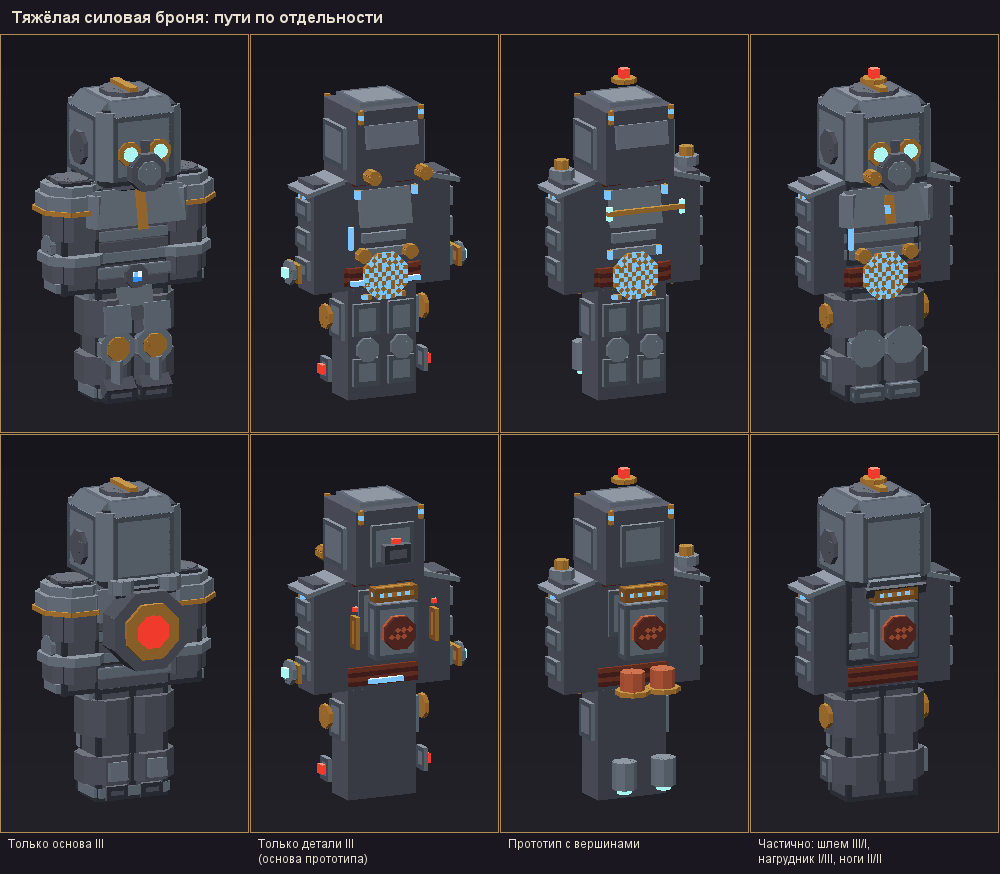 Тяжёлая силовая броня: пути по отдельности
Только основа III
Только детали III
(основа прототипа)
Прототип с вершинами
Частично: шлем III/I,
нагрудник I/III, ноги II/II